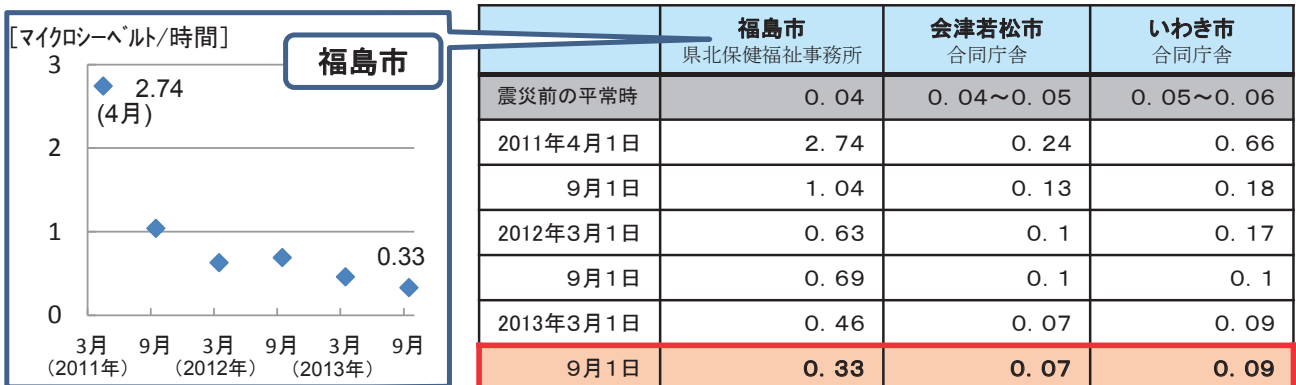 [マイクロシーベルト/時間]
福島市
3
2.74
(4月)
2
1
0.33
0
3月 9月 3月 9月 3月 9月
(2011年) (2012年) (2013年)
福島市 会津若松市 いわき市
県北保健福祉事務所 合同庁舎 合同庁舎
震災前の平常時 0.04 0.04~0.05 0.05~0.06
2011年4月1日 2.74 0.24 0.66
9月1日 1.04 0.13 0.18
2012年3月1日 0.63 0.1 0.17
9月1日 0.69 0.1 0.1
2013年3月1日 0.46 0.07 0.09
9月1日 0.33 0.07 0.09